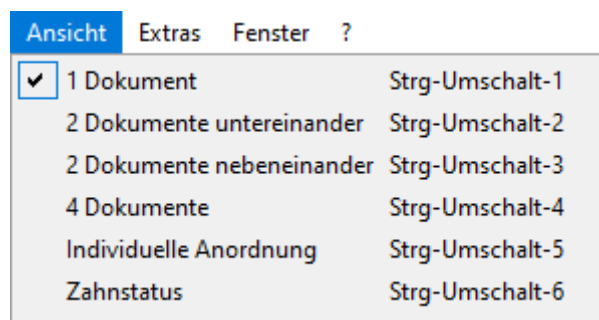 Ansicht Extras Fenster ?
1 Dokument Strg-Umschalt-1
2 Dokumente untereinander Strg-Umschalt-2
2 Dokumente nebeneinander Strg-Umschalt-3
4 Dokumente Strg-Umschalt-4
Individuelle Anordnung Strg-Umschalt-5
Zahnstatus Strg-Umschalt-6